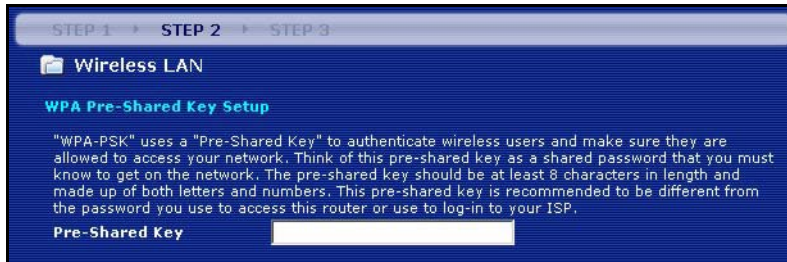 STEP 1 STEP 2 STEP 3
Wireless LAN
WPA Pre-Shared Key Setup
"WPA-PSK" uses a "Pre-Shared Key" to authenticate wireless users and make sure they are
allowed to access your network. Think of this pre-shared key as a shared password that you must
know to get on the network. The pre-shared key should be at least 8 characters in length and
made up of both letters and numbers. This pre-shared key is recommended to be different from
the password you use to access this router or use to log-in to your ISP.
Pre-Shared Key